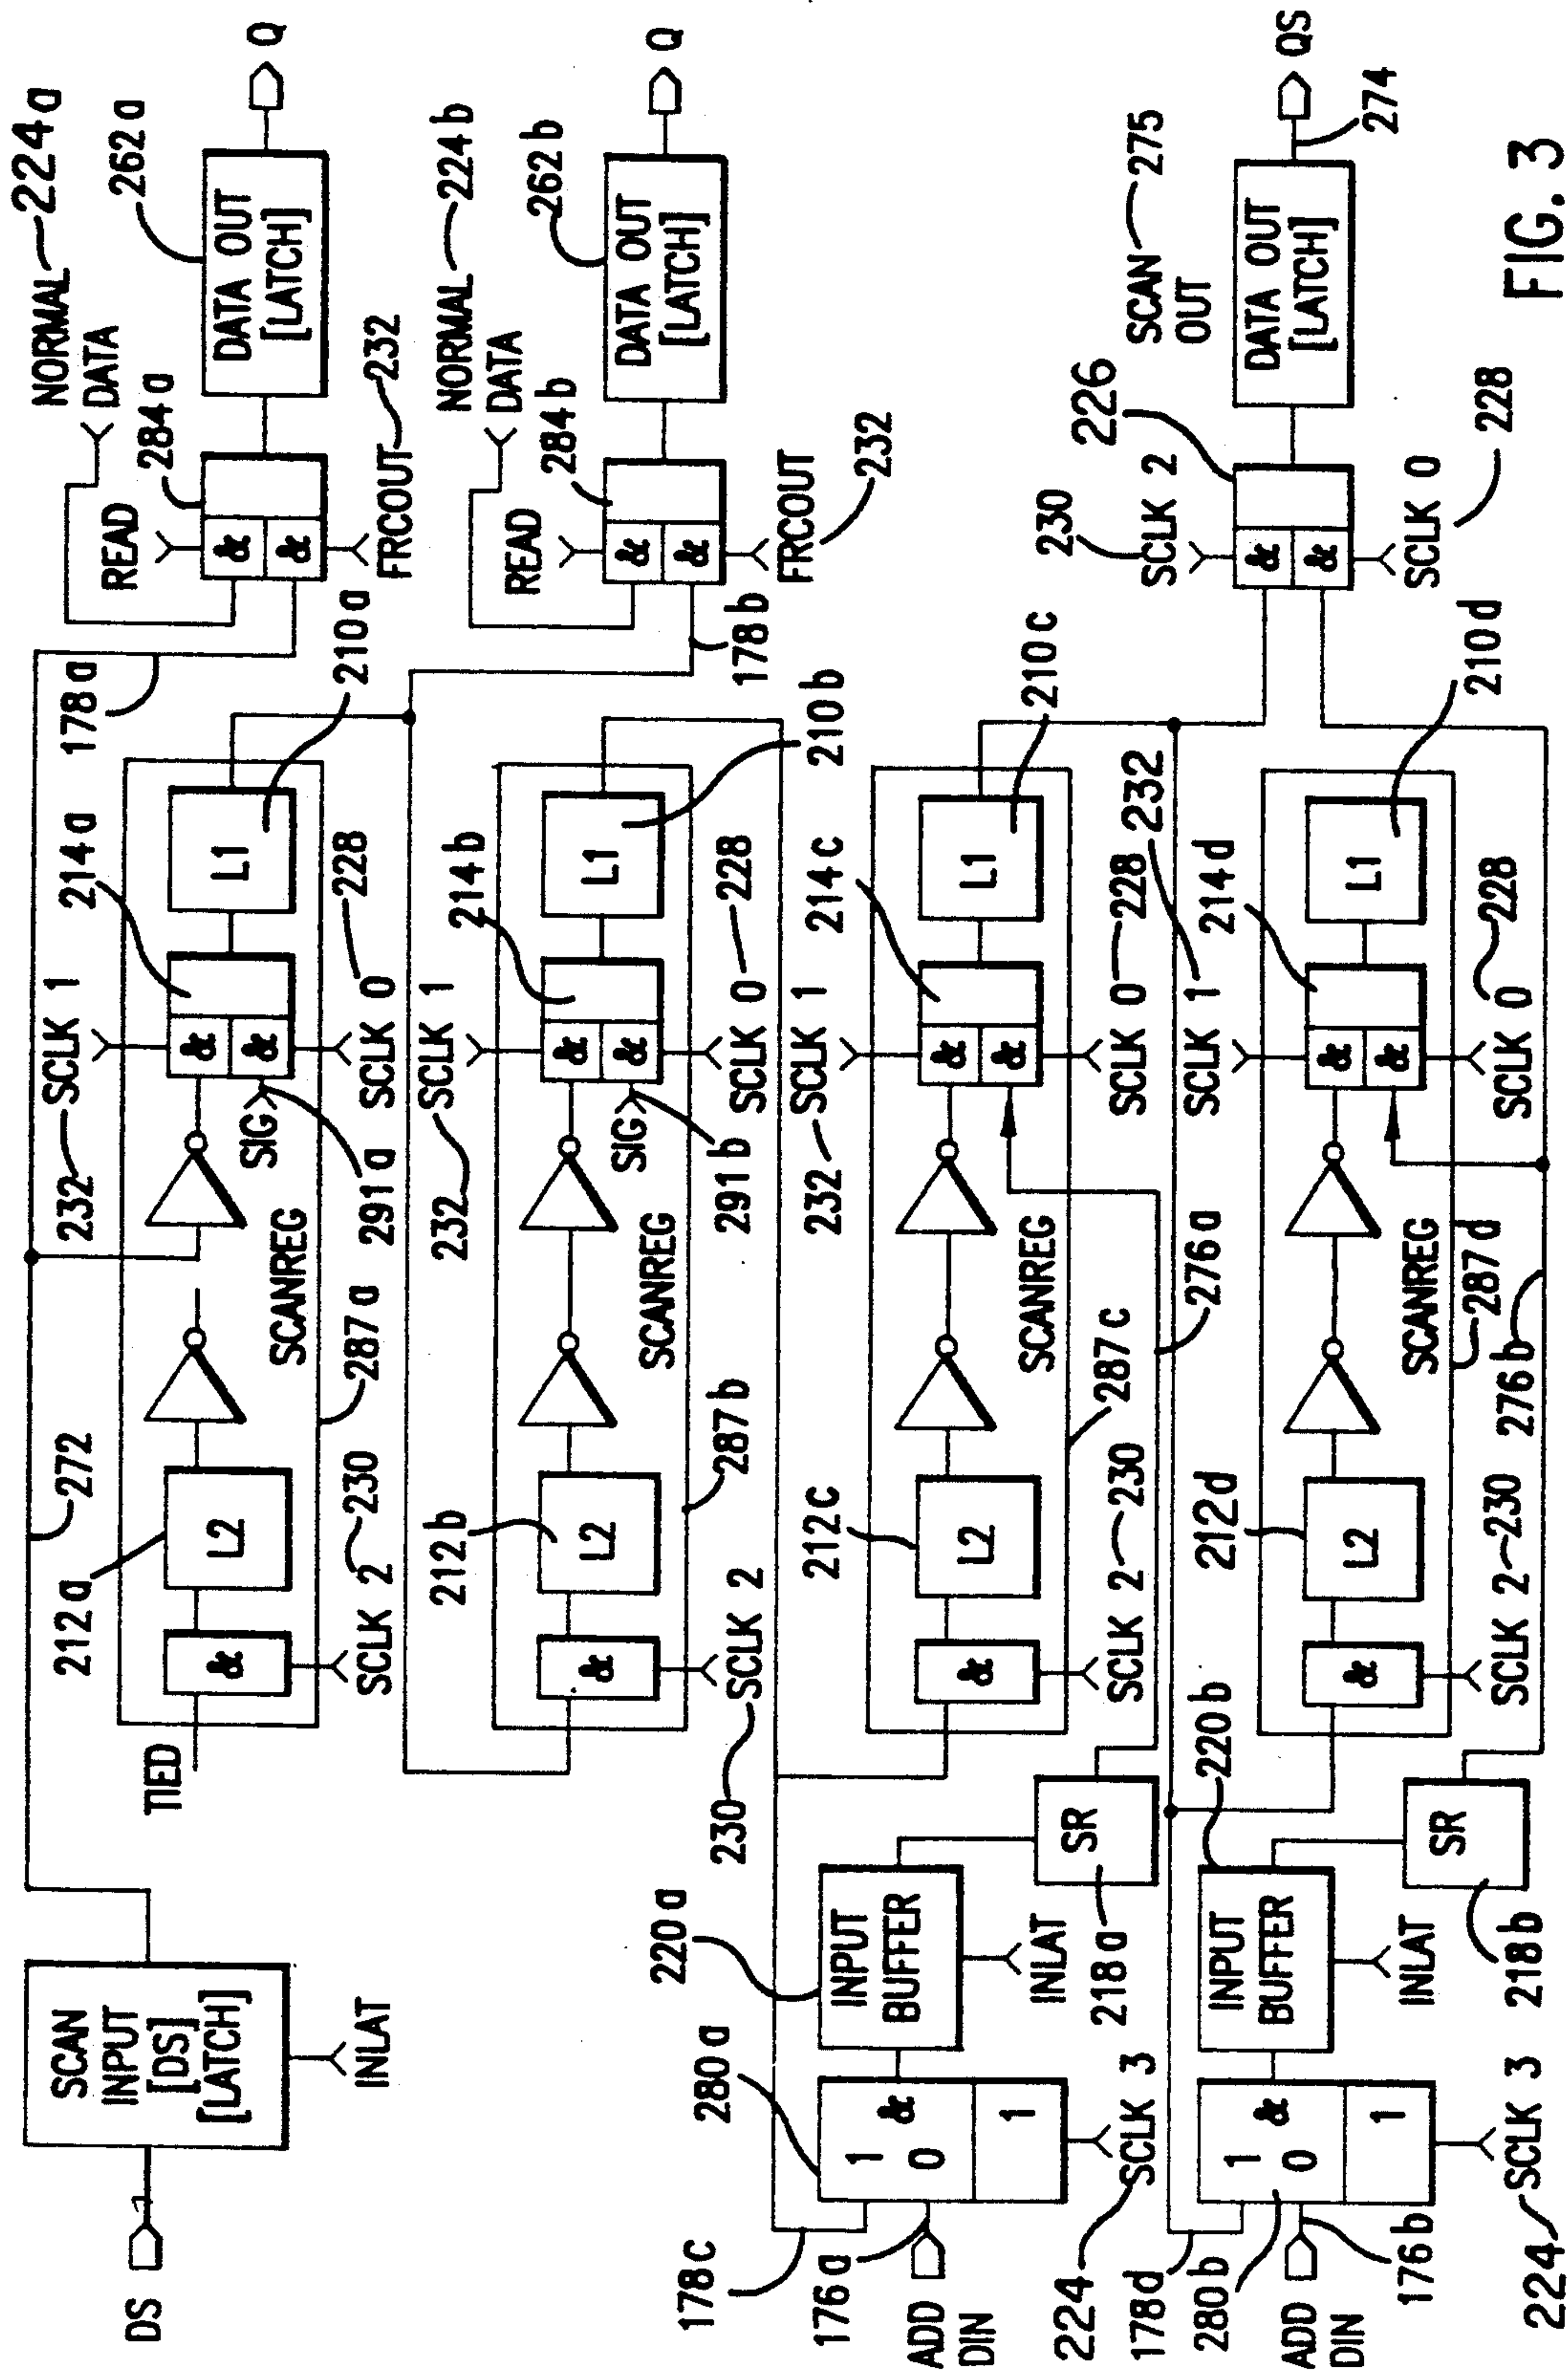 DS
SCAN
INPUT
[DS]
[LATCH]
INLAT
272
TIED
212a
&
L2
SCLK 2
230
SCANREG
287a
232
SCLK 1
214a
&
&
SIG
291a
SCLK 0
228
L1
210a
178a
NORMAL
DATA
224a
READ
284a
&
&
FRCOUT
232
DATA OUT
[LATCH]
262a
Q
212b
&
L2
SCLK 2
230
SCANREG
287b
232
SCLK 1
214b
&
&
SIG
291b
SCLK 0
228
L1
210b
178b
NORMAL
DATA
224b
READ
284b
&
&
FRCOUT
232
DATA OUT
[LATCH]
262b
Q
178c
176a
ADD
DIN
280a
1
&
0
1
SCLK 3
224
220a
INPUT
BUFFER
INLAT
SR
218a
212c
&
L2
SCLK 2
230
SCANREG
287c
276a
232
SCLK 1
214c
&
&
SCLK 0
228
L1
210c
178d
176b
ADD
DIN
280b
1
&
0
1
SCLK 3
224
220b
INPUT
BUFFER
INLAT
SR
218b
212d
&
L2
SCLK 2
230
SCANREG
287d
276b
232
SCLK 1
214d
&
&
SCLK 0
228
L1
210d
230
SCLK 2
226
&
&
SCLK 0
228
SCAN
OUT
275
DATA OUT
[LATCH]
QS
274
FIG. 3